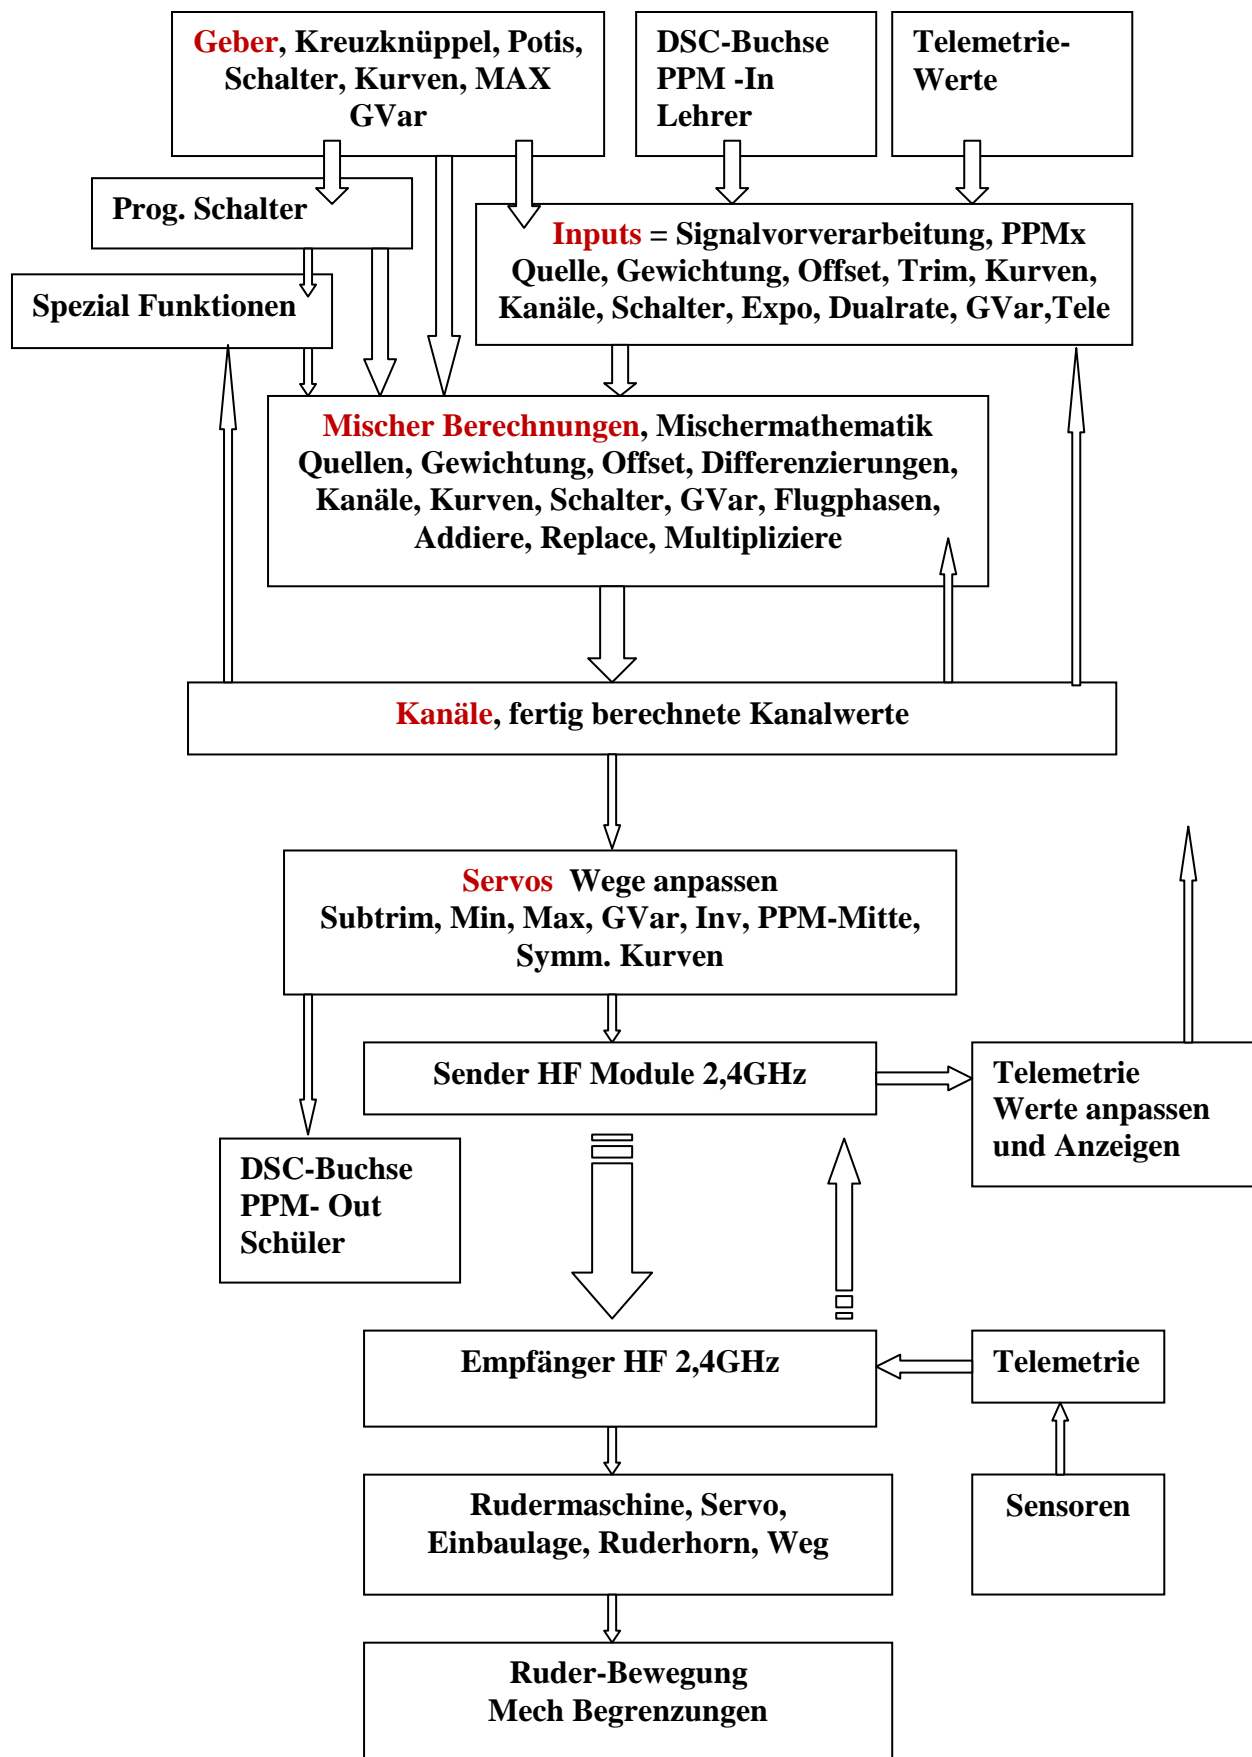 Geber, Kreuzknüppel, Potis,
Schalter, Kurven, MAX
GVar
DSC-Buchse
PPM -In
Lehrer
Telemetrie-
Werte
Prog. Schalter
Inputs = Signalvorverarbeitung, PPMx
Quelle, Gewichtung, Offset, Trim, Kurven,
Kanäle, Schalter, Expo, Dualrate, GVar,Tele
Spezial Funktionen
Mischer Berechnungen, Mischermathematik
Quellen, Gewichtung, Offset, Differenzierungen,
Kanäle, Kurven, Schalter, GVar, Flugphasen,
Addiere, Replace, Multipliziere
Kanäle, fertig berechnete Kanalwerte
Servos Wege anpassen
Subtrim, Min, Max, GVar, Inv, PPM-Mitte,
Symm. Kurven
Sender HF Module 2,4GHz
Telemetrie
Werte anpassen
und Anzeigen
DSC-Buchse
PPM- Out
Schüler
Empfänger HF 2,4GHz
Telemetrie
Rudermaschine, Servo,
Einbaulage, Ruderhorn, Weg
Sensoren
Ruder-Bewegung
Mech Begrenzungen